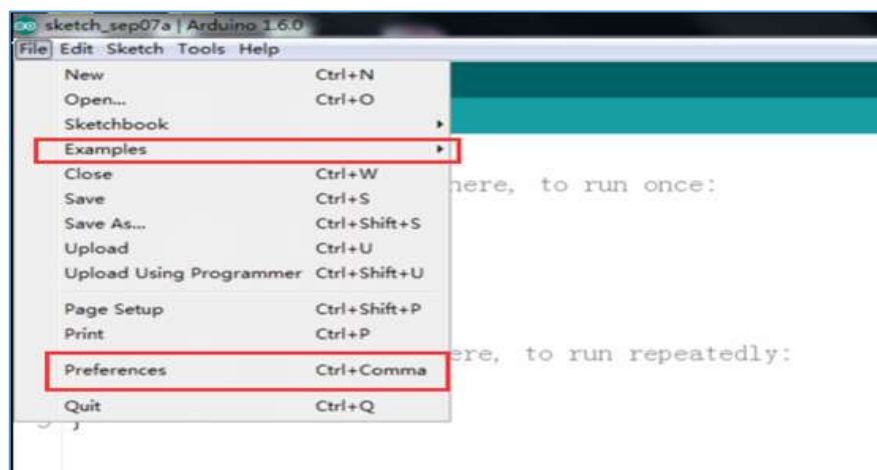 sketch_sep07a | Arduino 1.6.0
File Edit Sketch Tools Help
New Ctrl+N
Open... Ctrl+O
Sketchbook
Examples
Close Ctrl+W
Save Ctrl+S
Save As... Ctrl+Shift+S
Upload Ctrl+U
Upload Using Programmer Ctrl+Shift+U
Page Setup Ctrl+Shift+P
Print Ctrl+P
Preferences Ctrl+Comma
Quit Ctrl+Q
here, to run once:
ere, to run repeatedly:
}